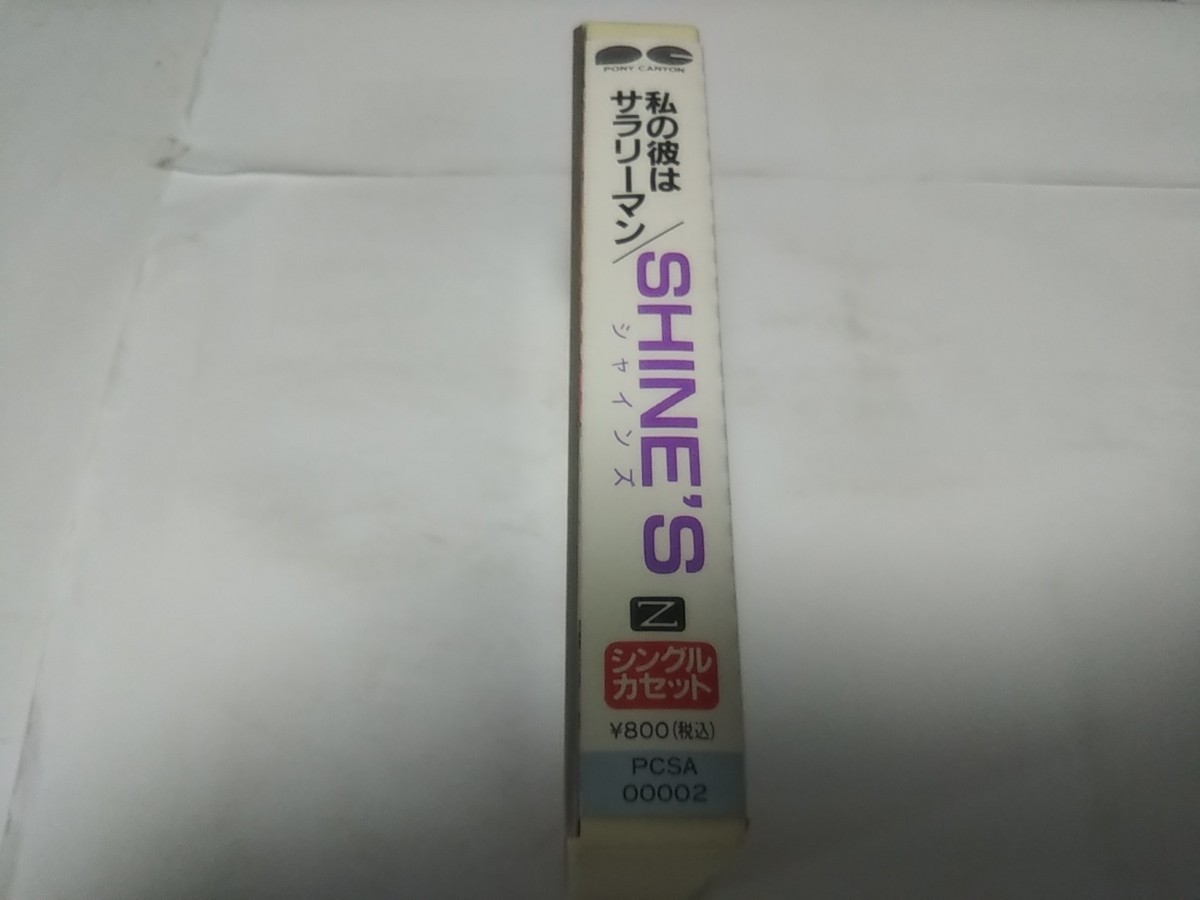 PONY CANYON
私の彼は
サラリーマン／
SHINE'S
シャインズ
Z
シングル
カセット
¥800(税込)
PCSA
00002